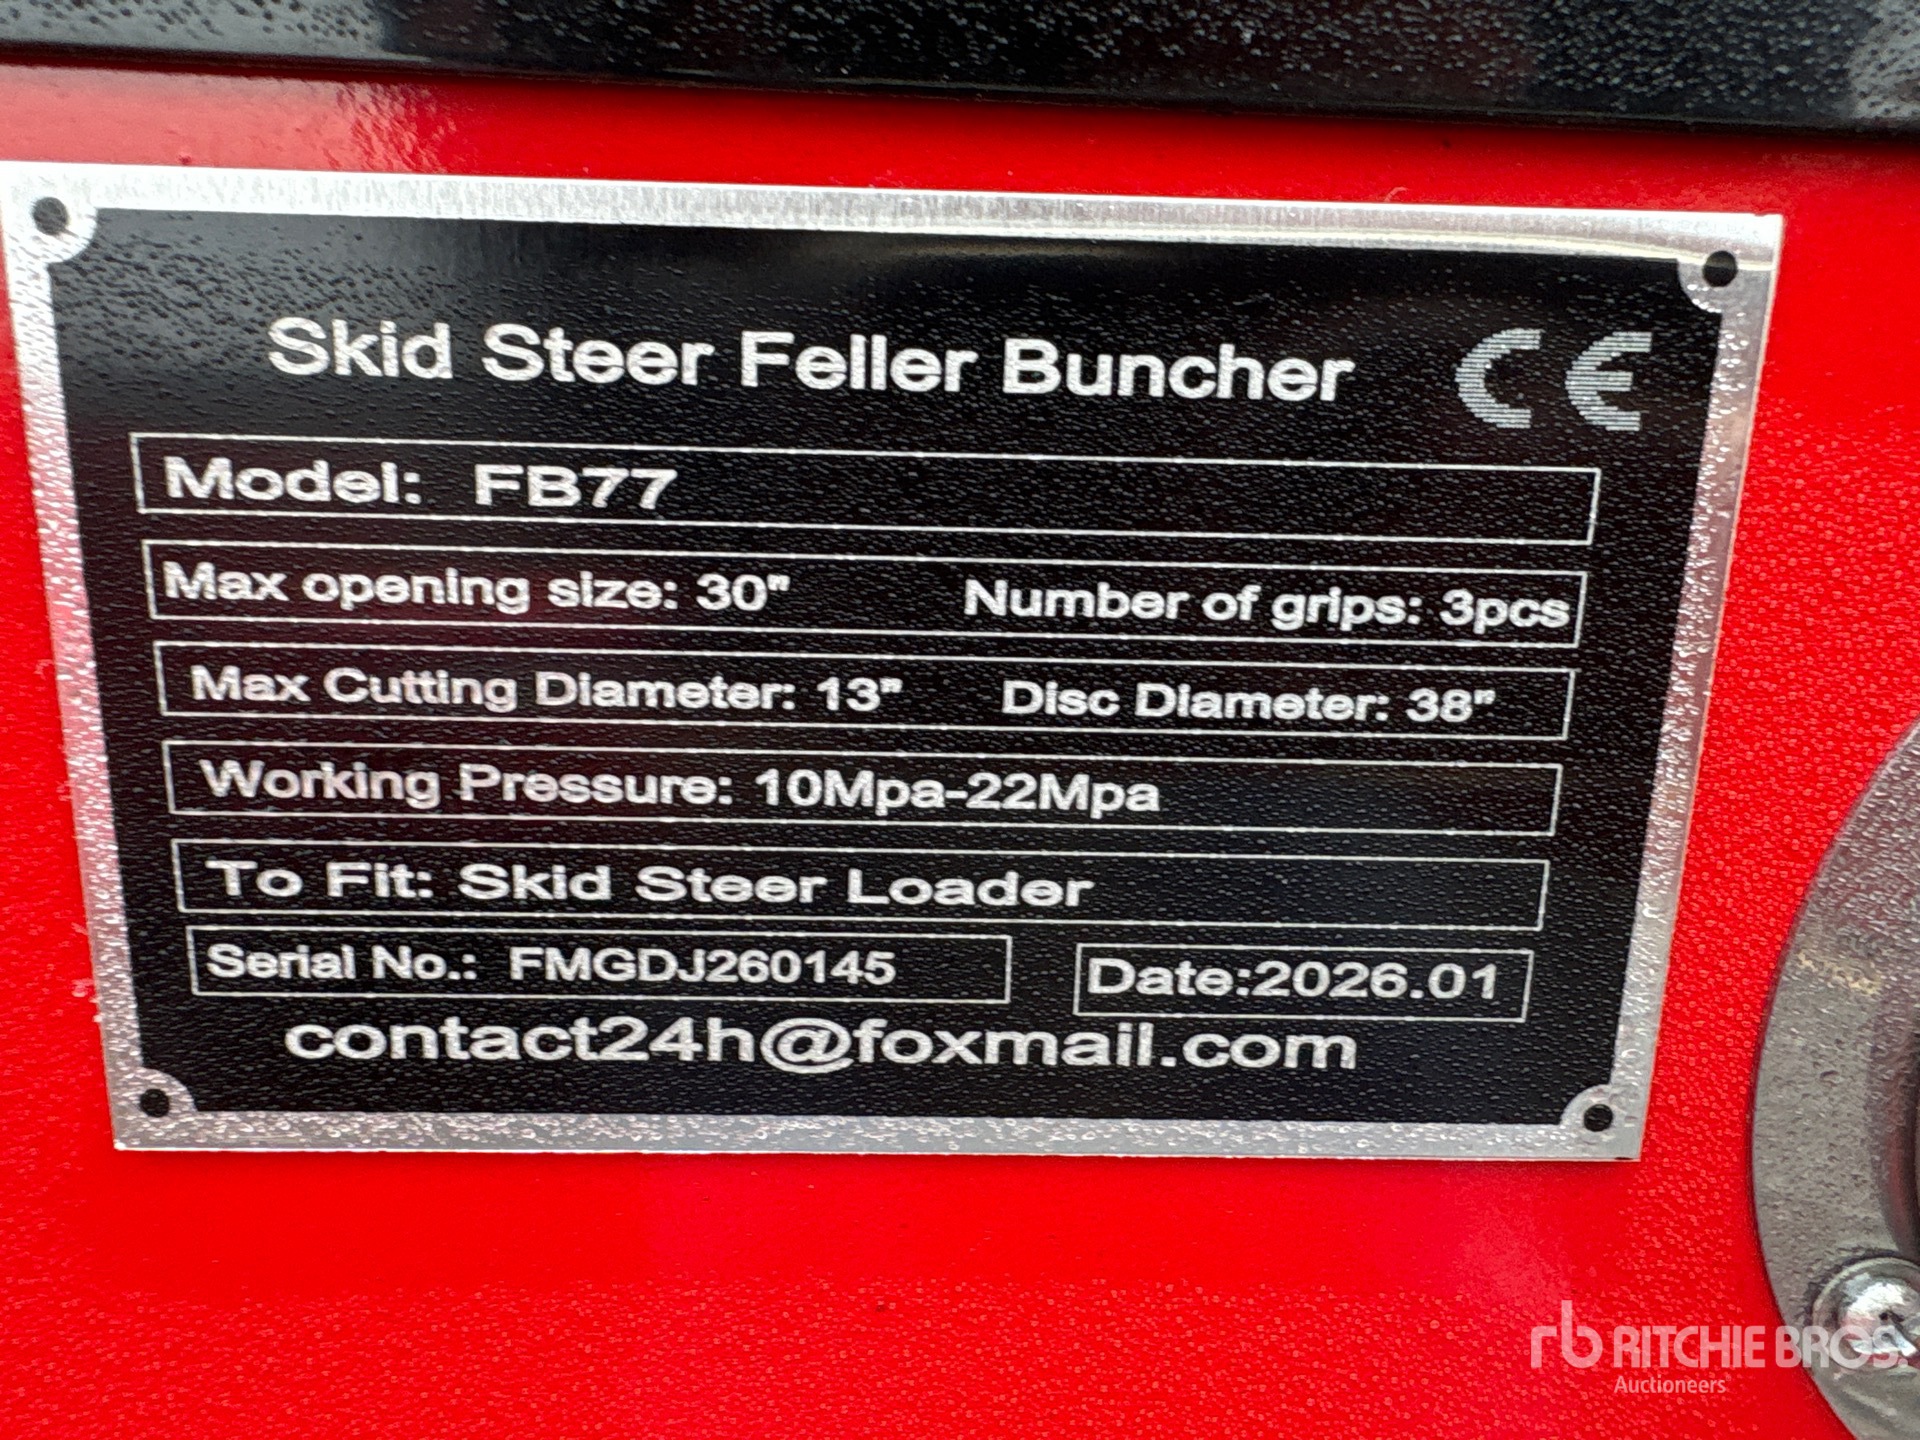 Skid Steer Feller Buncher CE
Model: FB77
Max opening size: 30" Number of grips: 3pcs
Max Cutting Diameter: 13" Disc Diameter: 38"
Working Pressure: 10Mpa-22Mpa
To Fit: Skid Steer Loader
Serial No.: FMGDJ260145 Date:2026.01
contact24h@foxmail.com
rb RITCHIE BROS.
Auctioneers